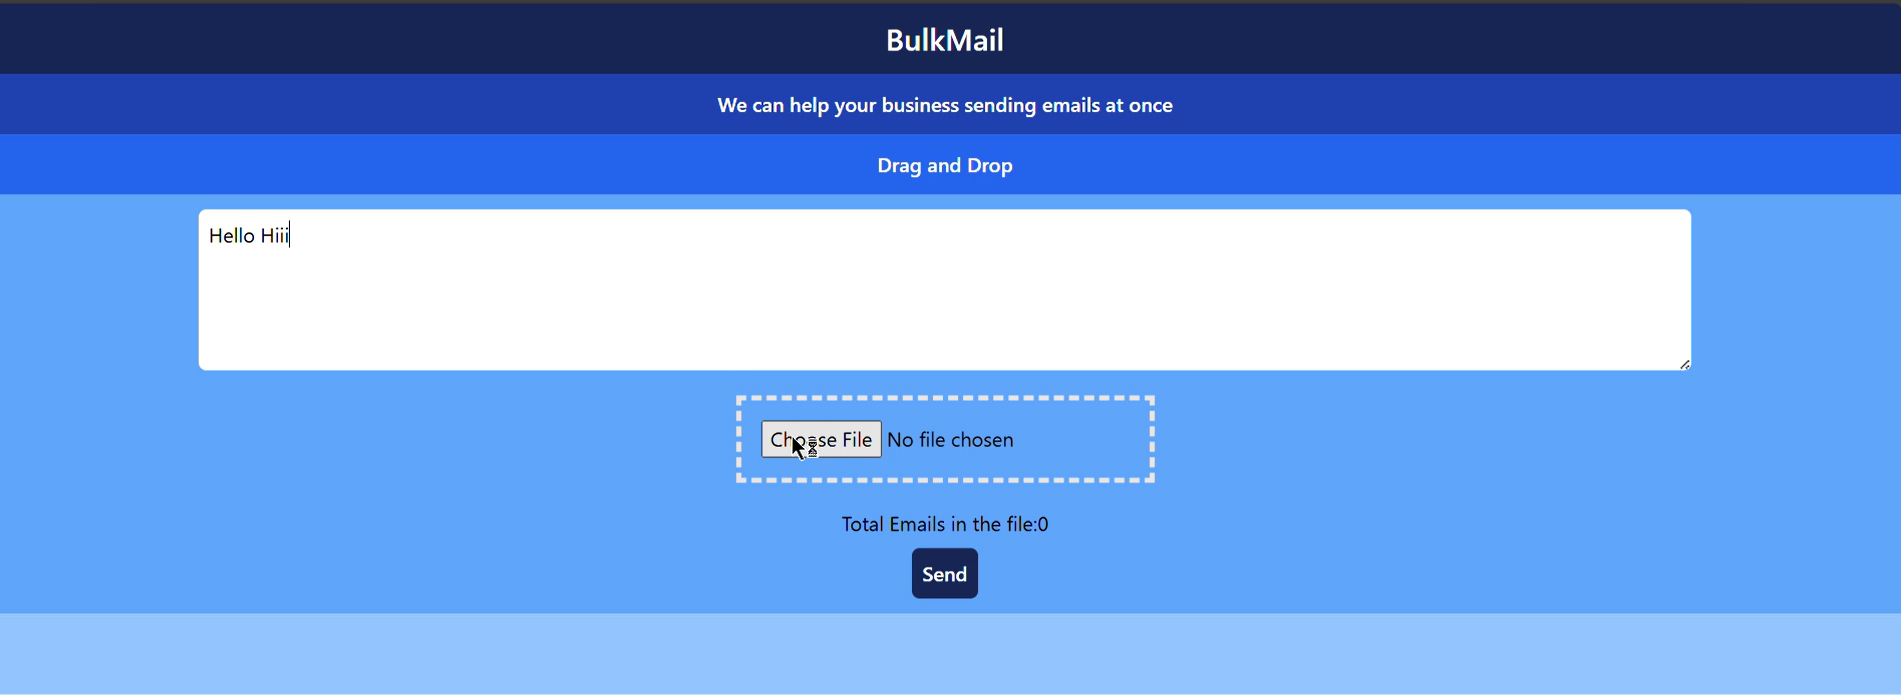 BulkMail
We can help your business sending emails at once
Drag and Drop
Hello Hiii
Choose File No file chosen
Total Emails in the file:0
Send